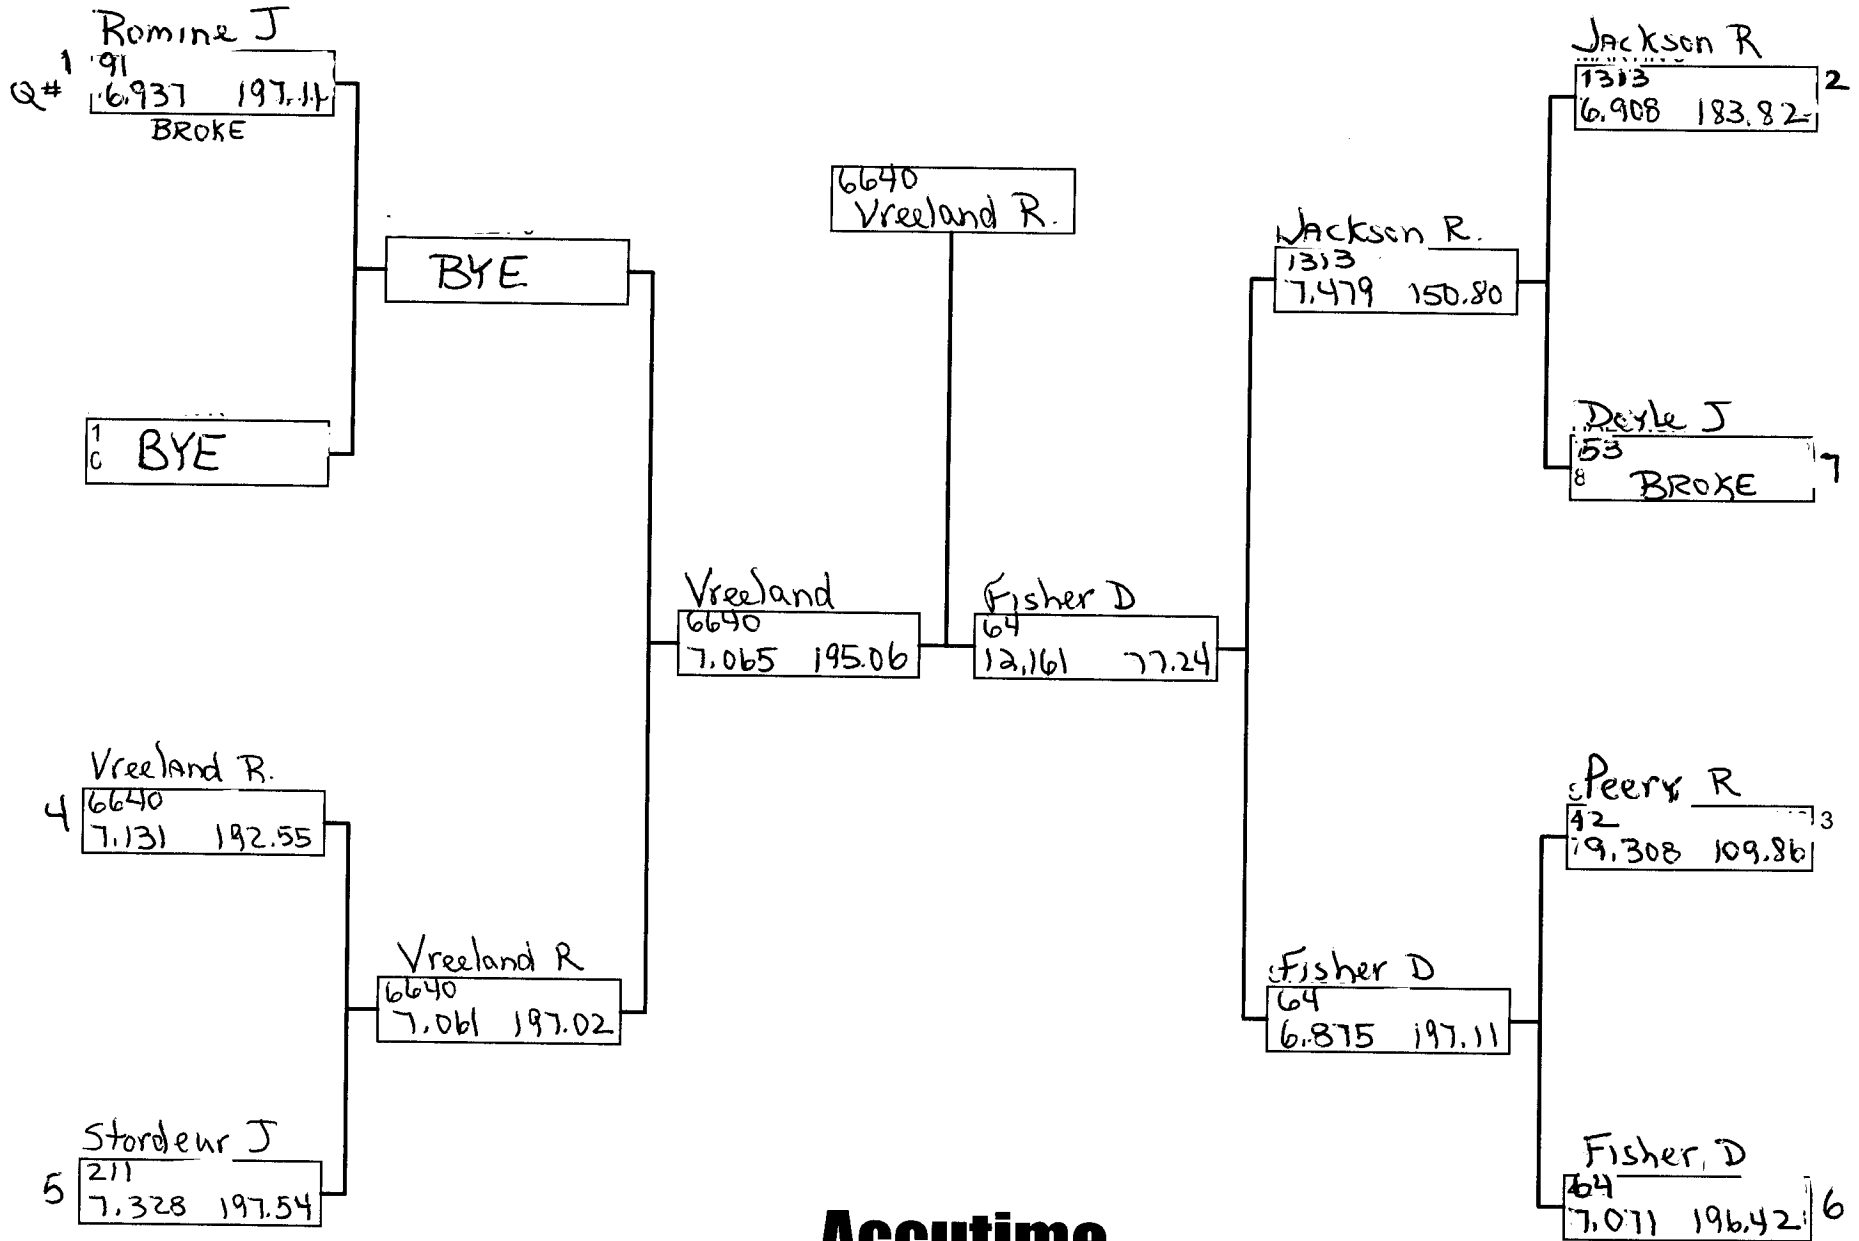 Romine J
1
Q#
91
6.937 197.11
BROKE
BYE
1
0
BYE
Vreeland R.
4
6640
7.131 192.55
Vreeland R
6640
7.061 197.02
Stordeur J
5
211
7.328 197.54
Vreeland
6640
7.065 195.06
6640
Vreeland R.
Fisher D
64
12.161 77.24
Jackson R.
1313
7.479 150.80
Jackson R
1313
6.908 183.82
2
Doyle J
53
8
BROKE
7
Peery R
42
9.308 109.86
3
Fisher D
64
6.875 197.11
Fisher D
64
7.071 196.42
6
Accutime